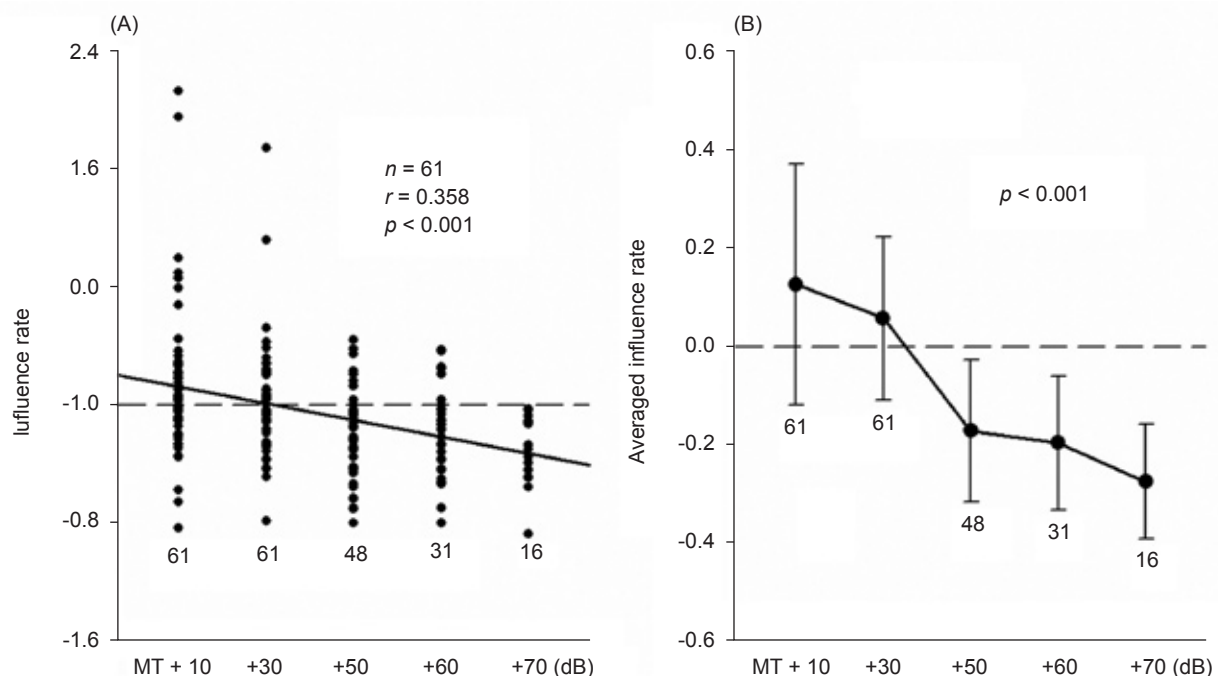 (A)
lufluence rate
2.4
1.6
0.0
-1.0
-0.8
-1.6
n = 61
r = 0.358
p < 0.001
61 61 48 31 16
MT + 10 +30 +50 +60 +70 (dB)
(B)
Averaged influence rate
0.6
0.4
0.2
0.0
-0.2
-0.4
-0.6
p < 0.001
61 61 48 31 16
MT + 10 +30 +50 +60 +70 (dB)